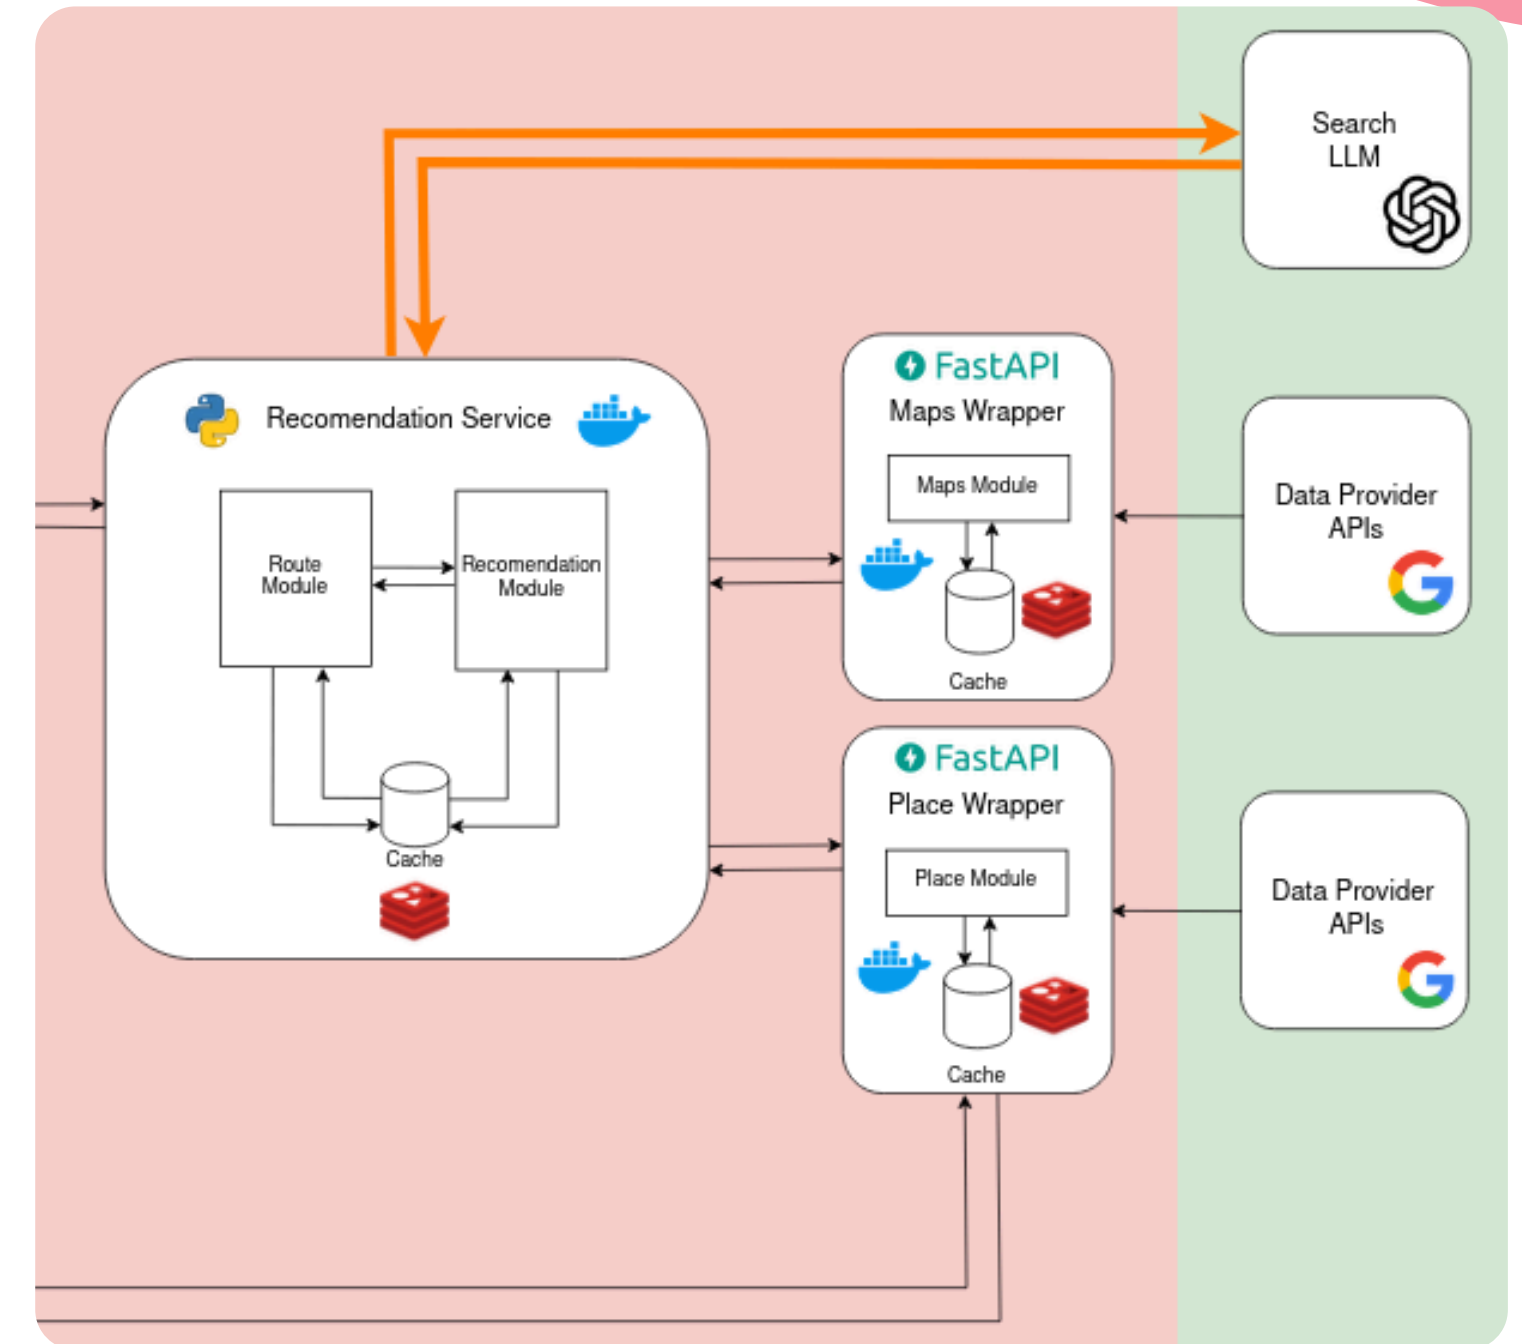 Search
LLM
FastAPI
Maps Wrapper
Maps Module
Cache
Recomendation Service
Route
Module
Recomendation
Module
Cache
Data Provider
APIs
FastAPI
Place Wrapper
Place Module
Cache
Data Provider
APIs